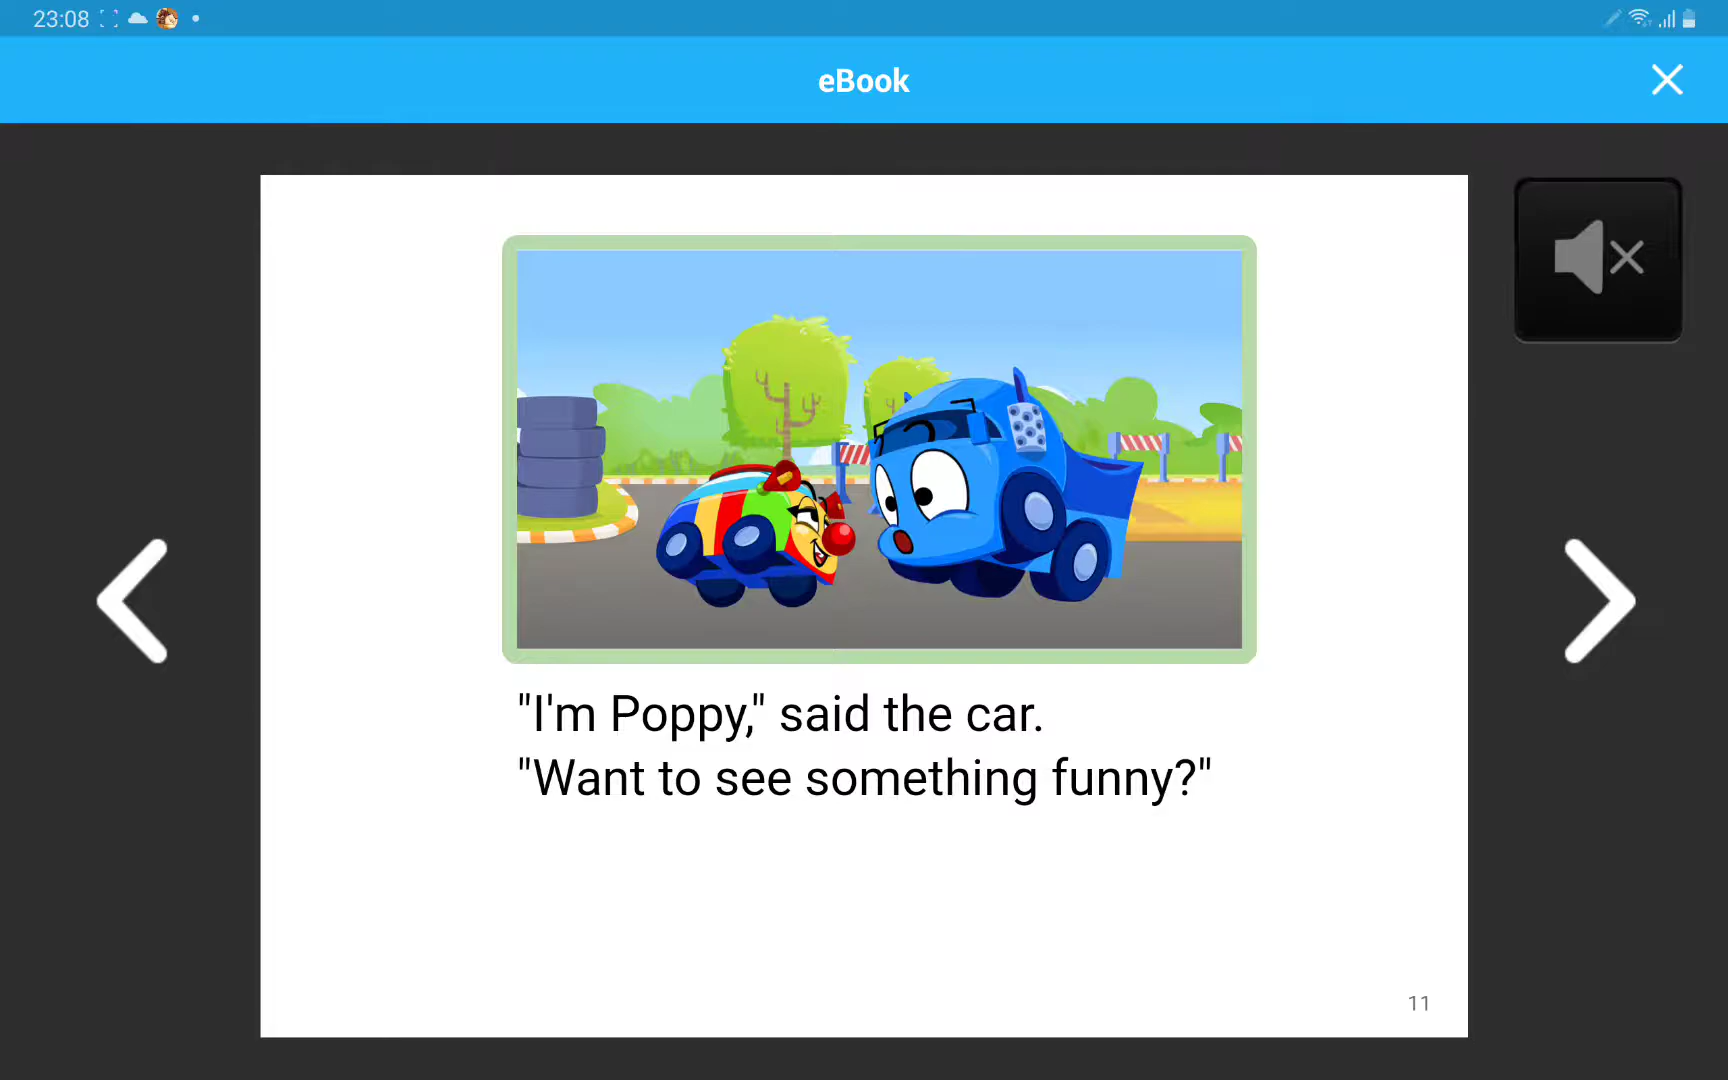 23:08
eBook
"I'm Poppy," said the car.
"Want to see something funny?"
11